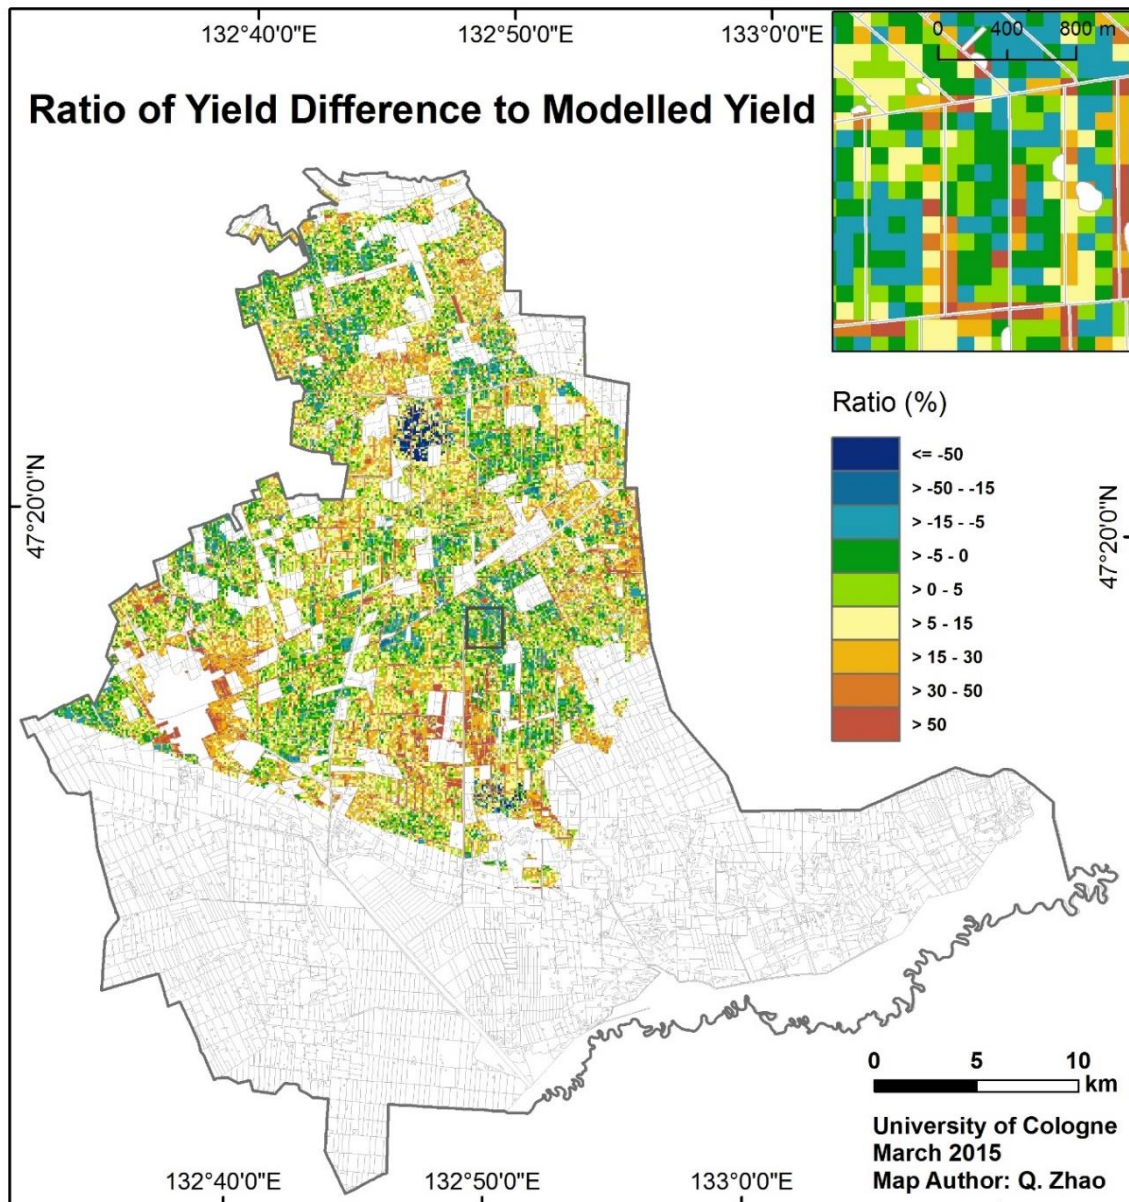 132°40'0"E 132°50'0"E 133°0'0"E
0 400 800 m
Ratio of Yield Difference to Modelled Yield
Ratio (%)
<= -50
> -50 - -15
> -15 - -5
> -5 - 0
> 0 - 5
> 5 - 15
> 15 - 30
> 30 - 50
> 50
47°20'0"N
47°20'0"N
0 5 10
km
University of Cologne
March 2015
Map Author: Q. Zhao
132°40'0"E 132°50'0"E 133°0'0"E